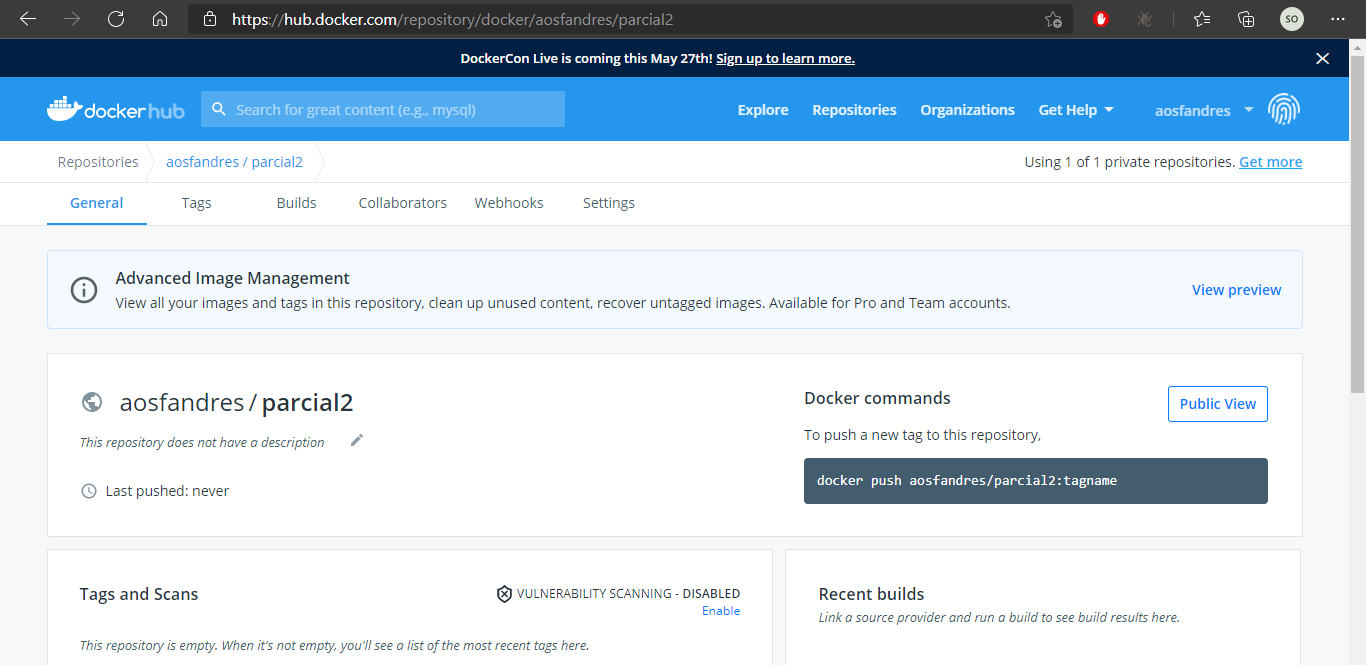 https://hub.docker.com/repository/docker/aosfandres/parcial2
SO
DockerCon Live is coming this May 27th! Sign up to learn more.
docker hub
Search for great content (e.g., mysql)
Explore
Repositories
Organizations
Get Help
aosfandres
Repositories
aosfandres / parcial2
Using 1 of 1 private repositories. Get more
General
Tags
Builds
Collaborators
Webhooks
Settings
Advanced Image Management
View all your images and tags in this repository, clean up unused content, recover untagged images. Available for Pro and Team accounts.
View preview
aosfandres / parcial2
This repository does not have a description
Last pushed: never
Docker commands
Public View
To push a new tag to this repository,
docker push aosfandres/parcial2:tagname
Tags and Scans
VULNERABILITY SCANNING - DISABLED
Enable
This repository is empty. When it's not empty, you'll see a list of the most recent tags here.
Recent builds
Link a source provider and run a build to see build results here.